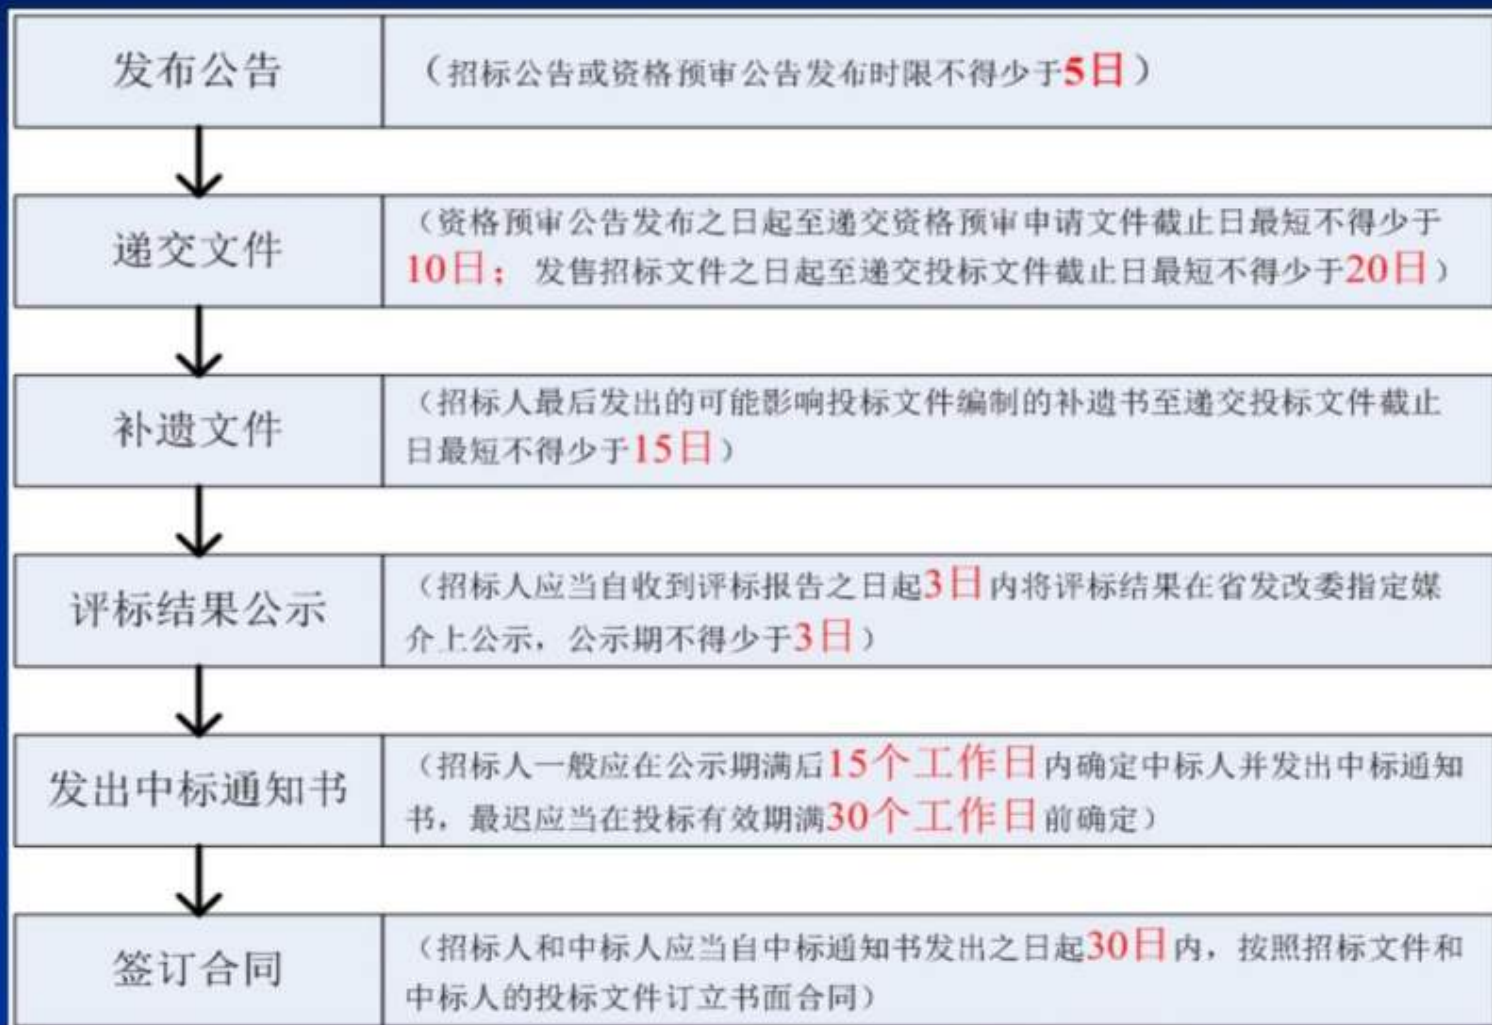 发布公告
（招标公告或资格预审公告发布时限不得少于5日）
递交文件
（资格预审公告发布之日起至递交资格预审申请文件截止日最短不得少于
10日；发售招标文件之日起至递交投标文件截止日最短不得少于20日）
补遗文件
（招标人最后发出的可能影响投标文件编制的补遗书至递交投标文件截止
日最短不得少于15日）
评标结果公示
（招标人应当自收到评标报告之日起3日内将评标结果在省发改委指定媒
介上公示，公示期不得少于3日）
发出中标通知书
（招标人一般应在公示期满后15个工作日内确定中标人并发出中标通知
书，最迟应当在投标有效期满30个工作日前确定）
签订合同
（招标人和中标人应当自中标通知书发出之日起30日内，按照招标文件和
中标人的投标文件订立书面合同）